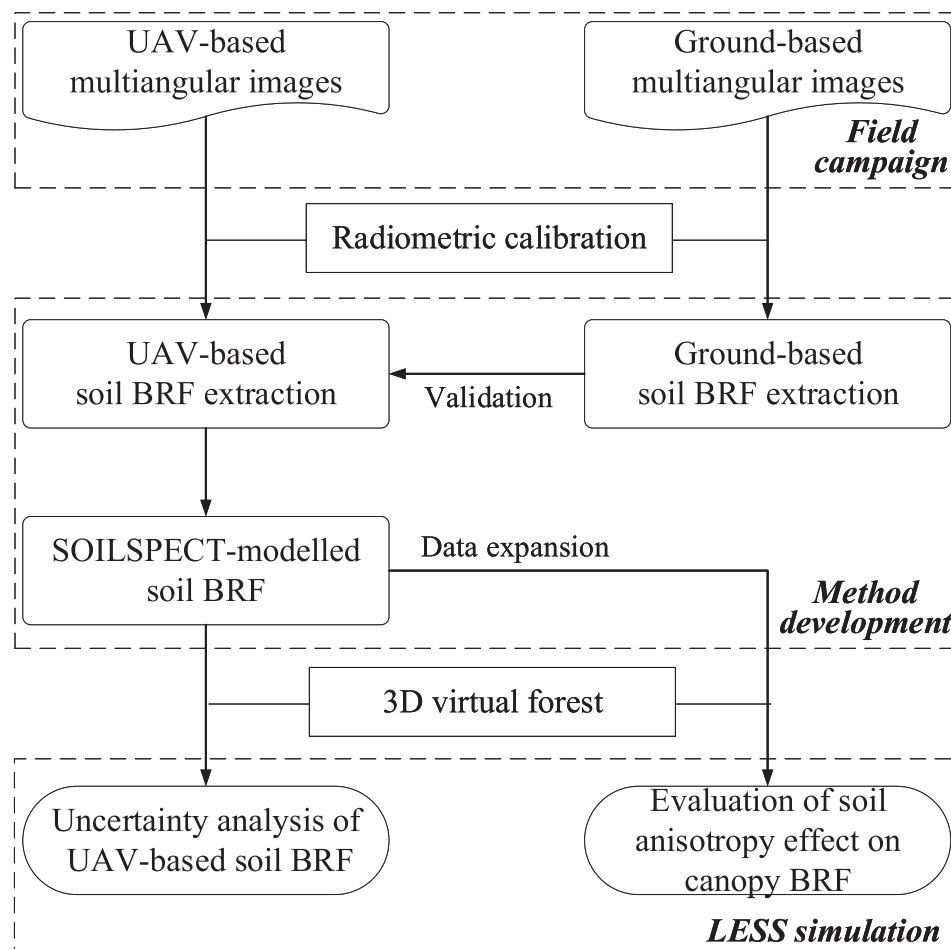 UAV-based
multiangular images
Ground-based
multiangular images
Field
campaign
Radiometric calibration
UAV-based
soil BRF extraction
Ground-based
soil BRF extraction
Validation
SOILSPECT-modelled
soil BRF
Data expansion
Method
development
3D virtual forest
Uncertainty analysis of
UAV-based soil BRF
Evaluation of soil
anisotropy effect on
canopy BRF
LESS simulation